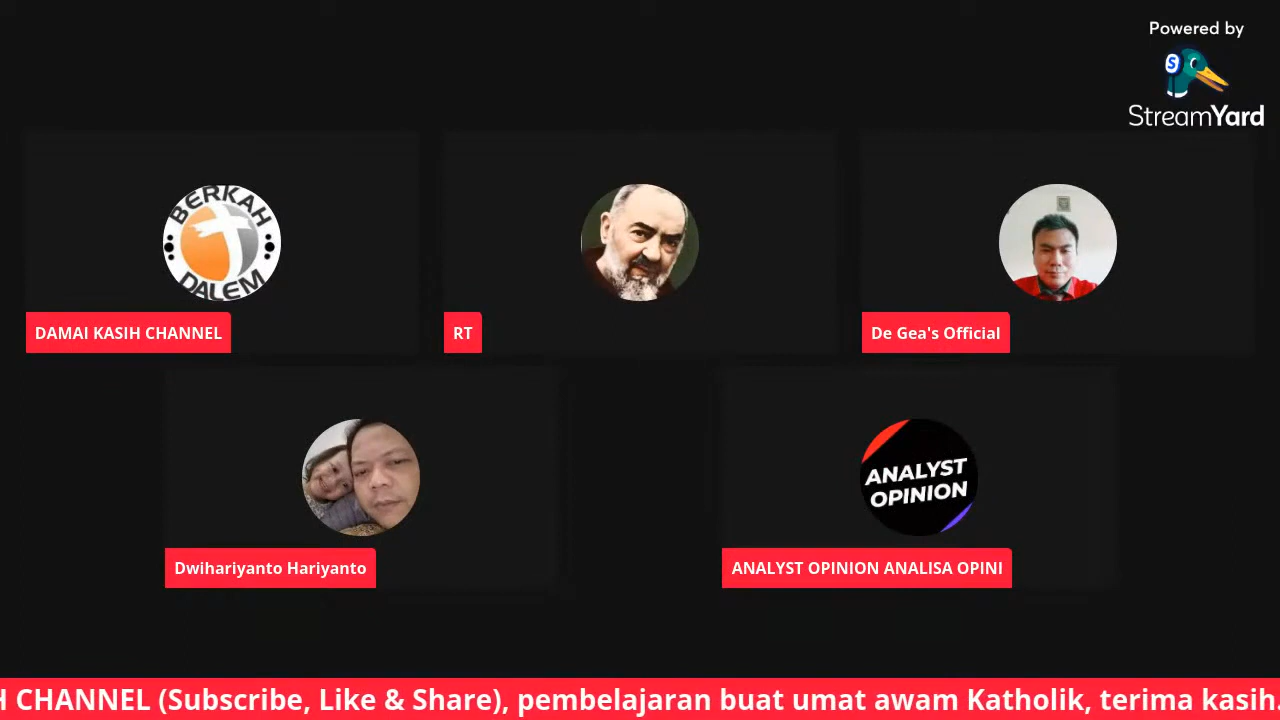 Powered by
StreamYard
BERKAH
DALEM
DAMAI KASIH CHANNEL
RT
De Gea's Official
Dwihariyanto Hariyanto
ANALYST
OPINION
ANALYST OPINION ANALISA OPINI
H CHANNEL (Subscribe, Like & Share), pembelajaran buat umat awam Katholik, terima kasih.